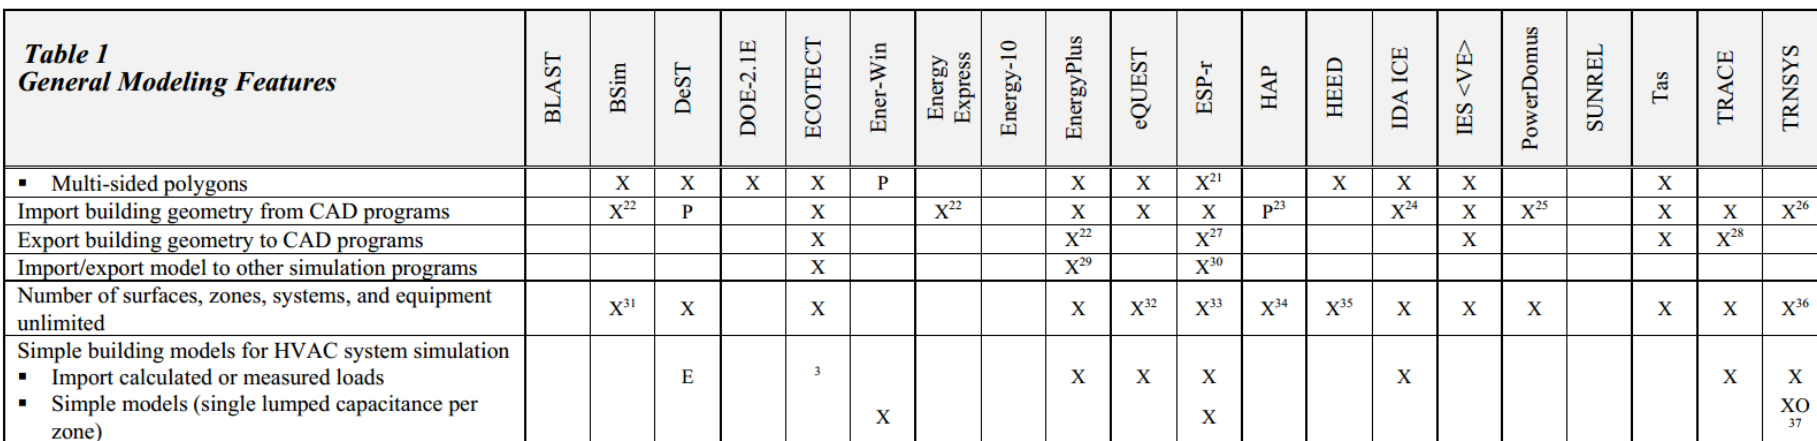 Table 1
General Modeling Features
BLAST
BSim
DeST
DOE-2.1E
ECOTECT
Ener-Win
Energy
Express
Energy-10
EnergyPlus
eQUEST
ESP-r
HAP
HEED
IDA ICE
IES <VE>
PowerDomus
SUNREL
Tas
TRACE
TRNSYS
▪ Multi-sided polygons X X X X P X X X21 X X X X
Import building geometry from CAD programs X22 P X X22 X X X P23 X24 X X25 X X X26
Export building geometry to CAD programs X X22 X27 X X X28
Import/export model to other simulation programs X X29 X30
Number of surfaces, zones, systems, and equipment
unlimited X31 X X X X32 X33 X34 X35 X X X X X X36
Simple building models for HVAC system simulation
▪ Import calculated or measured loads E 3 X X X X X X
▪ Simple models (single lumped capacitance per
zone) X X XO
37